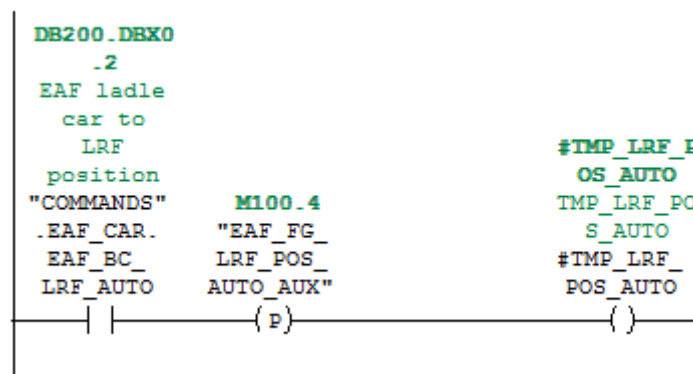 DB200.DBX0
.2
EAF ladle
car to
LRF
position
"COMMANDS"
.EAF_CAR.
EAF_BC_
LRF_AUTO
M100.4
"EAF_FG_
LRF_POS_
AUTO_AUX"
(P)
#TMP_LRF_P
OS_AUTO
TMP_LRF_PO
S_AUTO
#TMP_LRF_
POS_AUTO